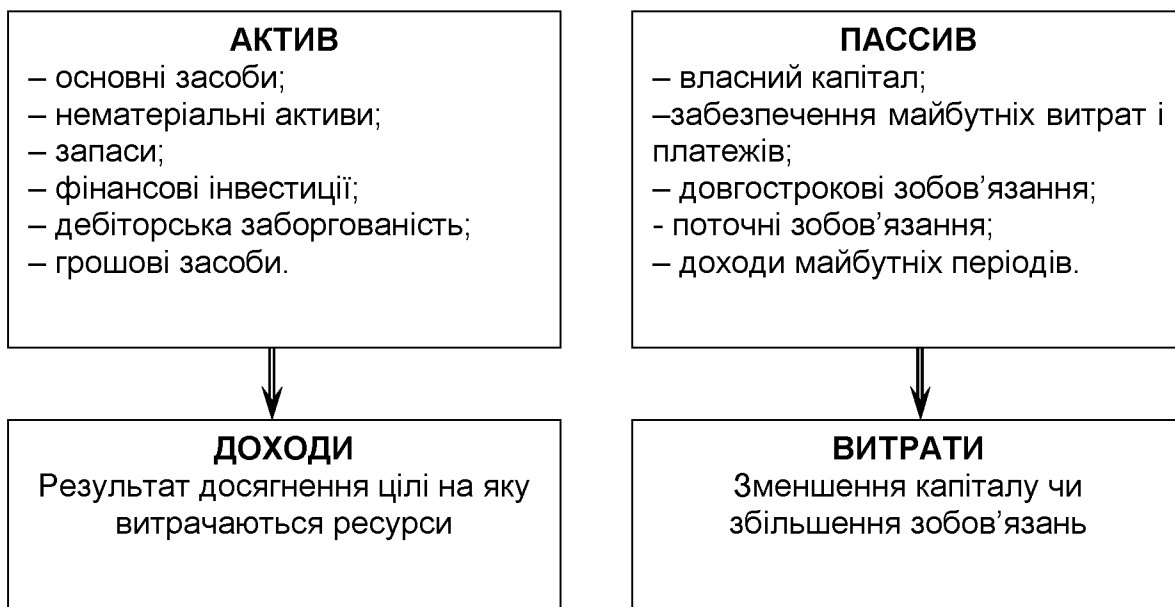 АКТИВ
– основні засоби;
– нематеріальні активи;
– запаси;
– фінансові інвестиції;
– дебіторська заборгованість;
– грошові засоби.
ПАССИВ
– власний капітал;
–забезпечення майбутніх витрат і
платежів;
– довгострокові зобов’язання;
- поточні зобов’язання;
– доходи майбутніх періодів.
ДОХОДИ
Результат досягнення цілі на яку
витрачаються ресурси
ВИТРАТИ
Зменшення капіталу чи
збільшення зобов’язань